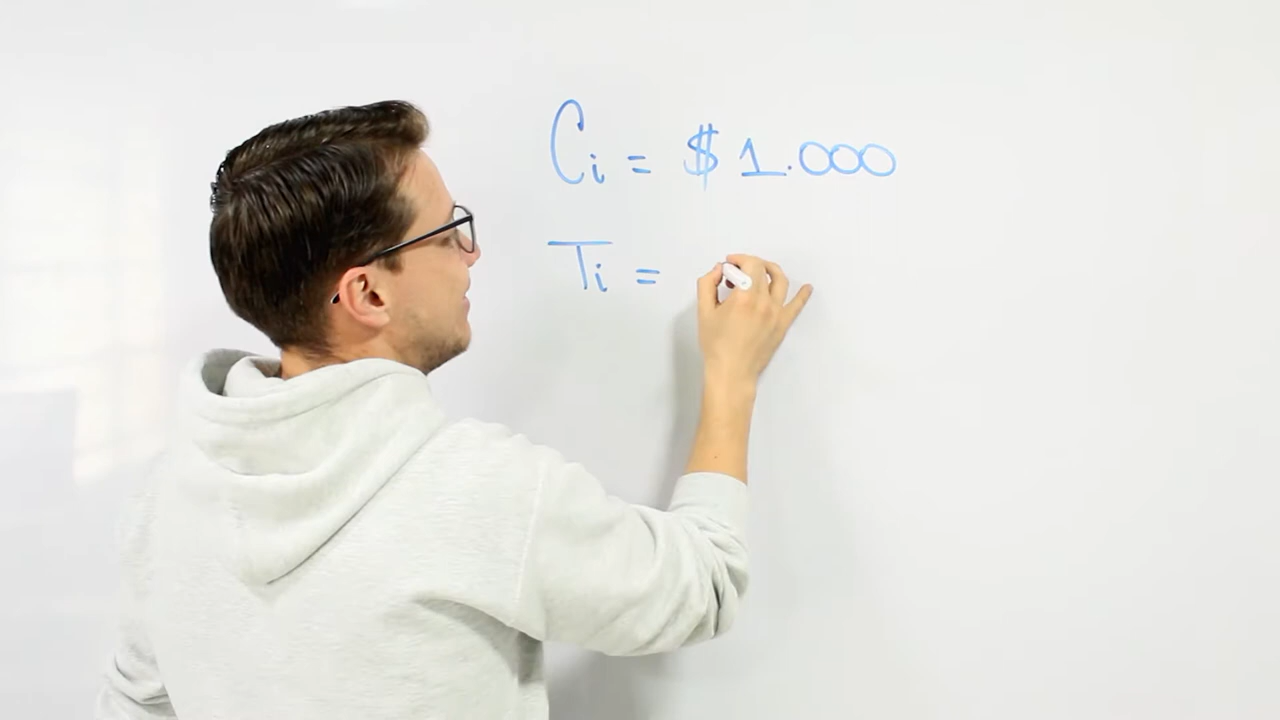 Ci = $ 1.000
Ti =